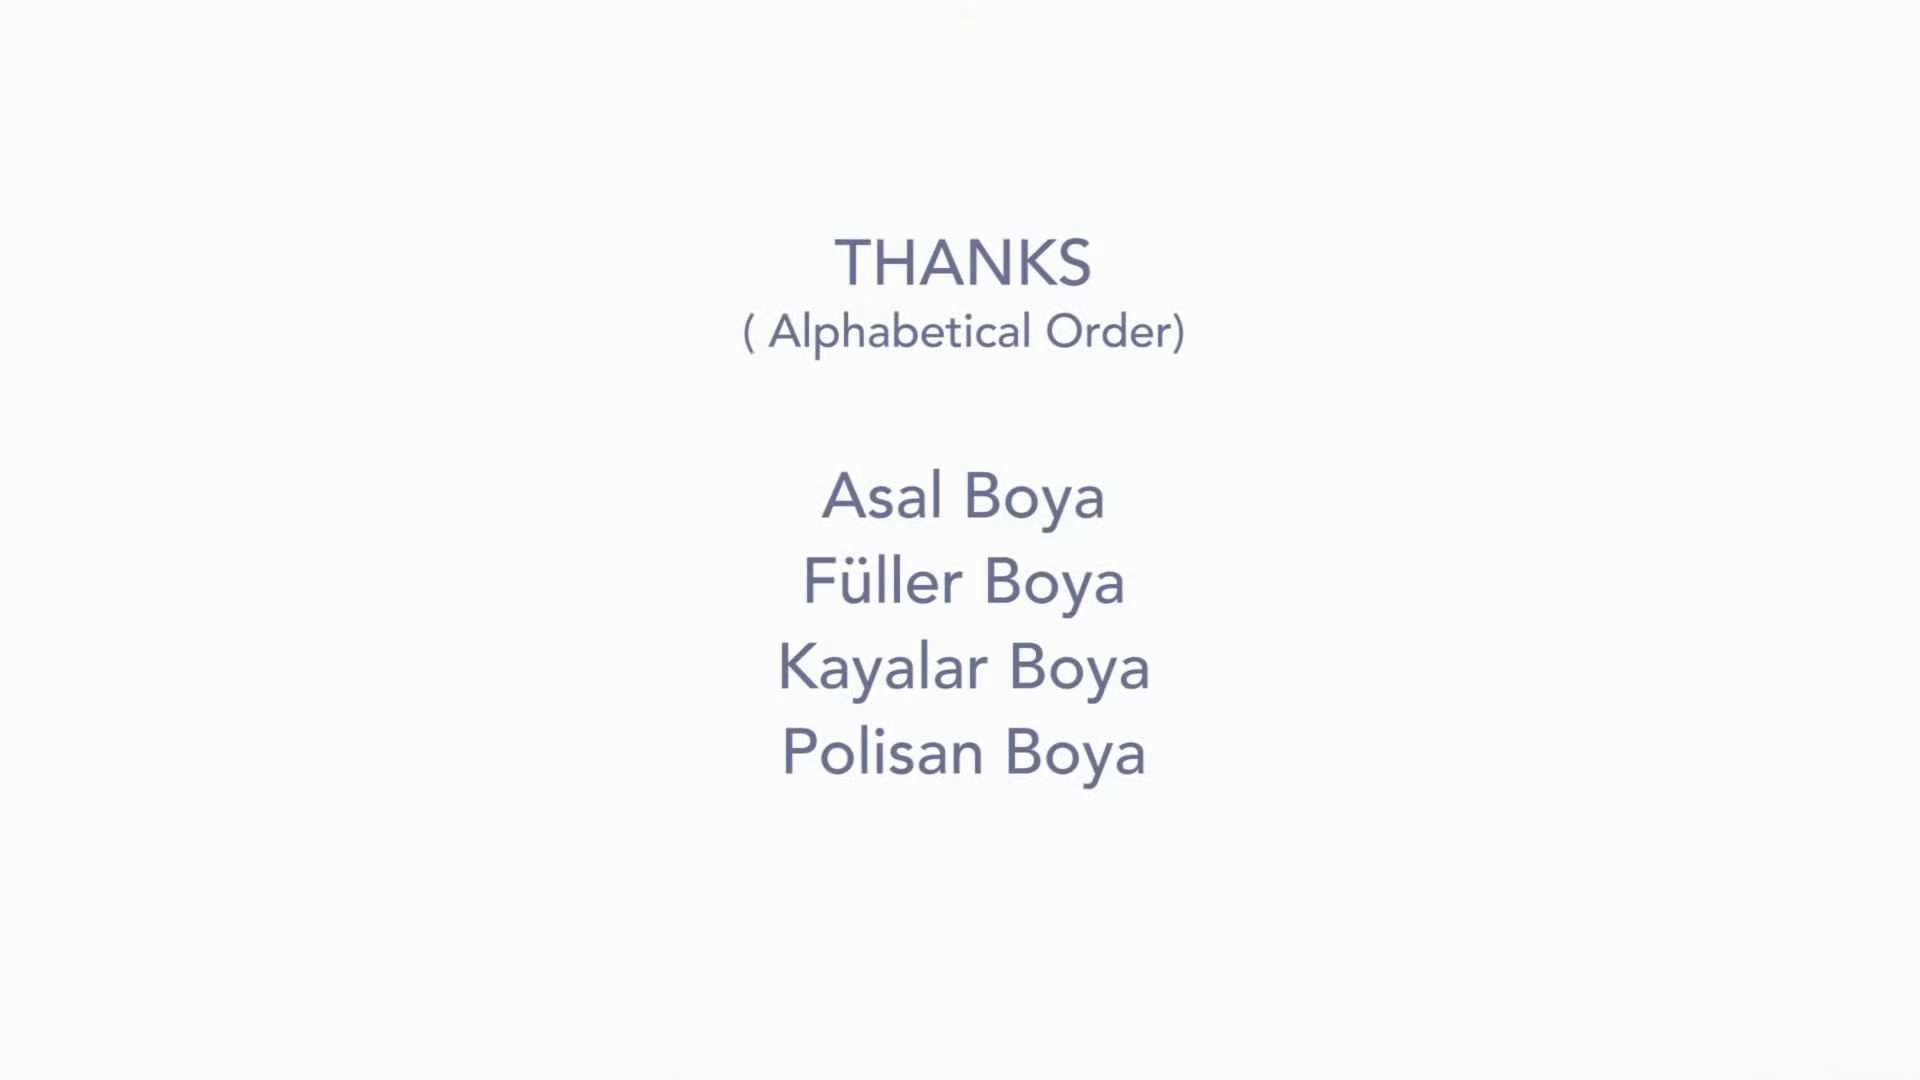 THANKS
( Alphabetical Order)
Asal Boya
Füller Boya
Kayalar Boya
Polisan Boya